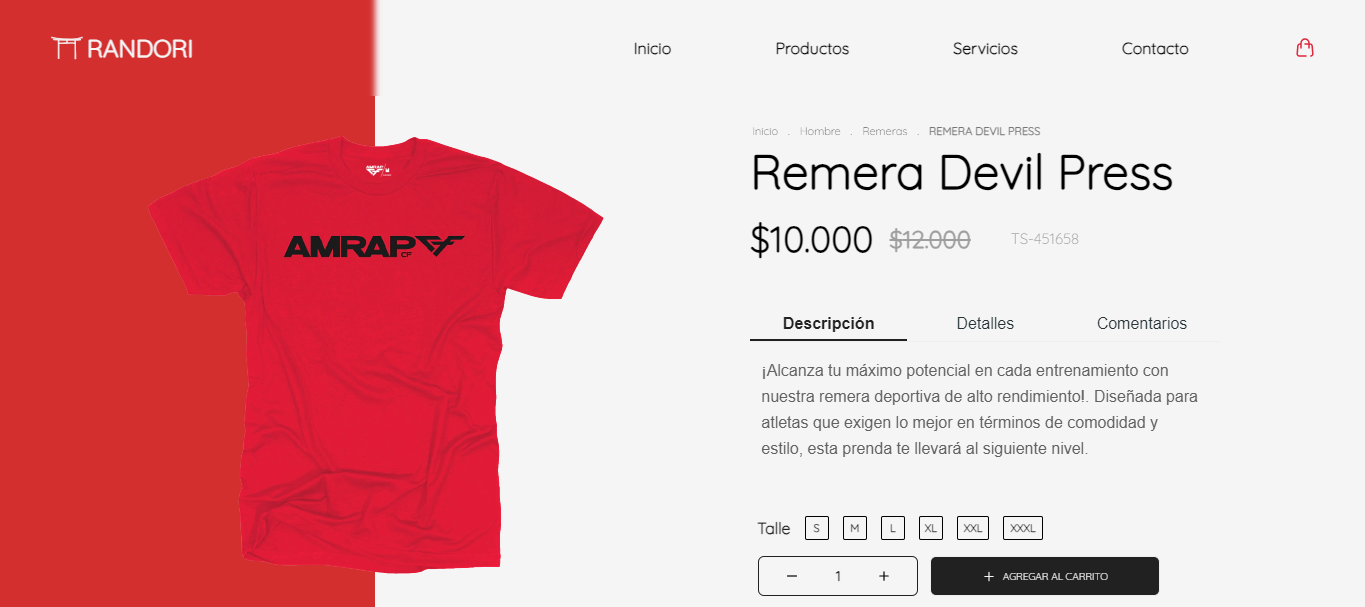 RANDORI
Inicio Productos Servicios Contacto
Inicio . Hombre . Remeras . REMERA DEVIL PRESS
Remera Devil Press
$10.000 $12.000 TS-451658
AMRAP
AMRAP
CF
Descripción Detalles Comentarios
¡Alcanza tu máximo potencial en cada entrenamiento con
nuestra remera deportiva de alto rendimiento!. Diseñada para
atletas que exigen lo mejor en términos de comodidad y
estilo, esta prenda te llevará al siguiente nivel.
Talle S M L XL XXL XXXL
− 1 +
+ AGREGAR AL CARRITO